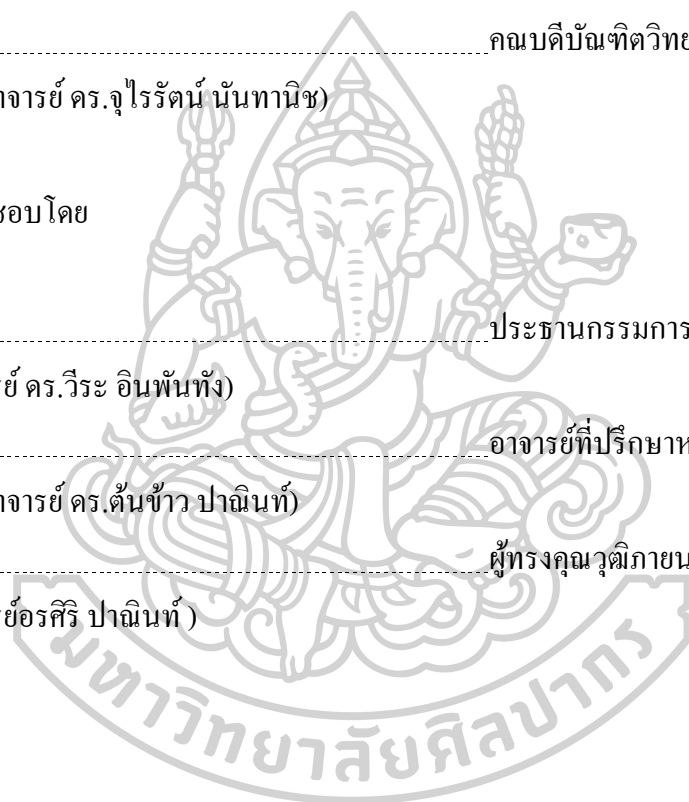 คณบดีบัณฑิตวิทย
าจารย์ ดร.จุไรรัตน์ นันทานิช)
ชอบโดย
ประธานกรรมการ
ย์ ดร.วีระ อินพันทัง)
อาจารย์ที่ปรึกษาห
าจารย์ ดร.ต้นข้าว ปาณินท์)
ผู้ทรงคุณวุฒิภายน
ย์อรศิริ ปาณินท์ )
มหาวิทยาลัยศิลปากร